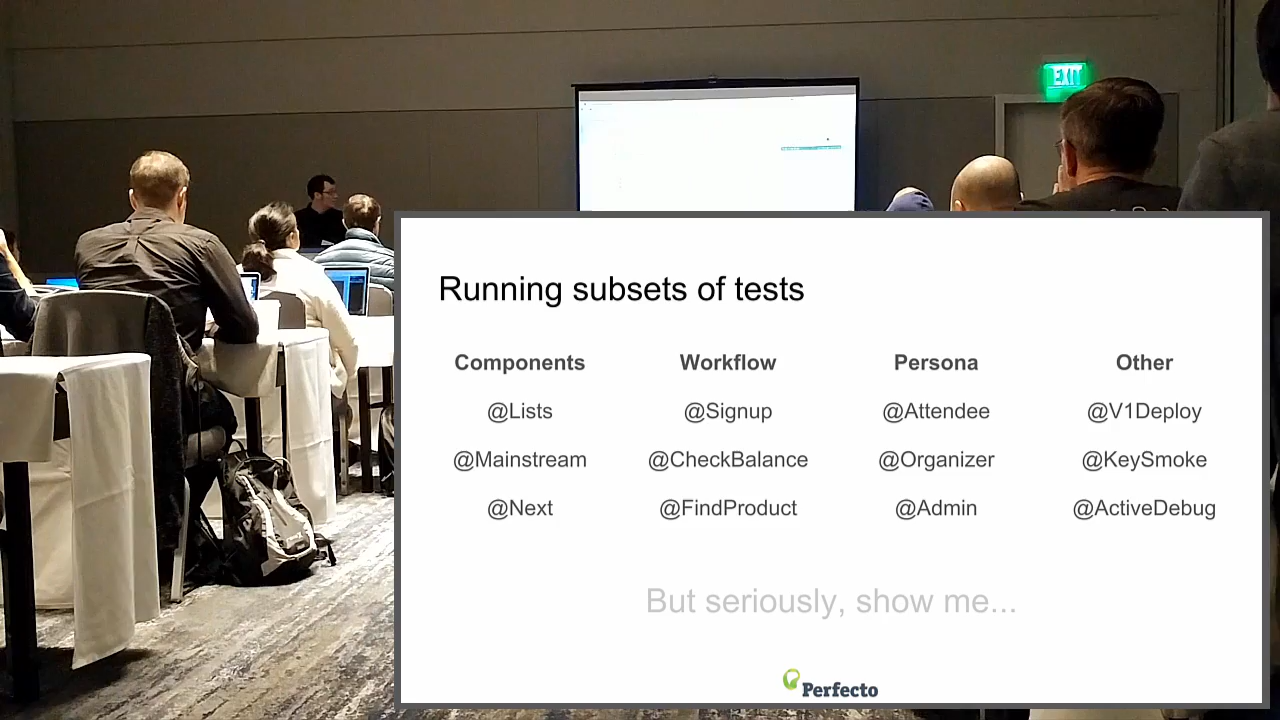 EXIT
Running subsets of tests
Components Workflow Persona Other
@Lists @Signup @Attendee @V1Deploy
@Mainstream @CheckBalance @Organizer @KeySmoke
@Next @FindProduct @Admin @ActiveDebug
But seriously, show me...
Perfecto